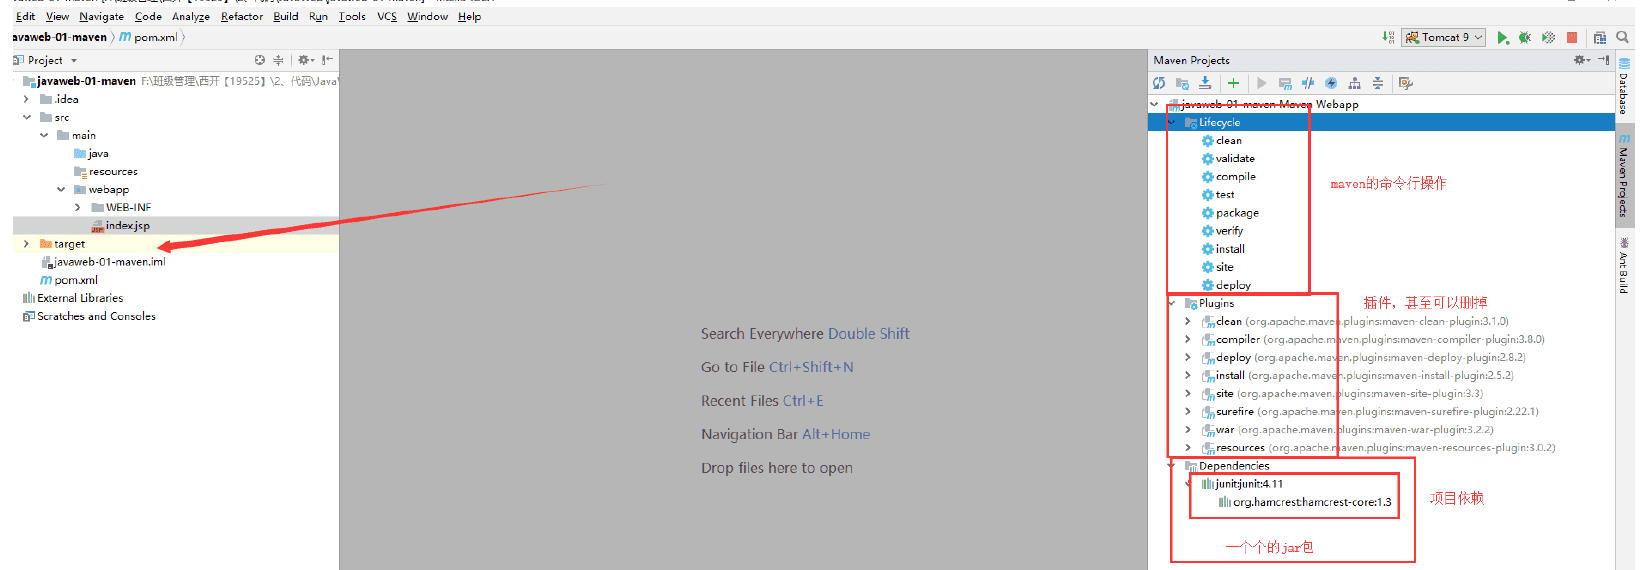 Edit View Navigate Code Analyze Refactor Build Run Tools VCS Window Help
avaweb-01-maven pom.xml
Tomcat 9
Project
javaweb-01-maven F:\班级管理\西开【19525】\2、代码\Java\
.idea
src
main
java
resources
webapp
WEB-INF
index.jsp
target
javaweb-01-maven.iml
pom.xml
External Libraries
Scratches and Consoles
Search Everywhere Double Shift
Go to File Ctrl+Shift+N
Recent Files Ctrl+E
Navigation Bar Alt+Home
Drop files here to open
Maven Projects
javaweb-01-maven Maven Webapp
Lifecycle
clean
validate
compile
test
package
verify
install
site
deploy
maven的命令行操作
Plugins
插件，甚至可以删掉
clean (org.apache.maven.plugins:maven-clean-plugin:3.1.0)
compiler (org.apache.maven.plugins:maven-compiler-plugin:3.8.0)
deploy (org.apache.maven.plugins:maven-deploy-plugin:2.8.2)
install (org.apache.maven.plugins:maven-install-plugin:2.5.2)
site (org.apache.maven.plugins:maven-site-plugin:3.3)
surefire (org.apache.maven.plugins:maven-surefire-plugin:2.22.1)
war (org.apache.maven.plugins:maven-war-plugin:3.2.2)
resources (org.apache.maven.plugins:maven-resources-plugin:3.0.2)
Dependencies
junit:junit:4.11
org.hamcrest:hamcrest-core:1.3
项目依赖
一个个的jar包
Database
Maven Projects
Ant Build